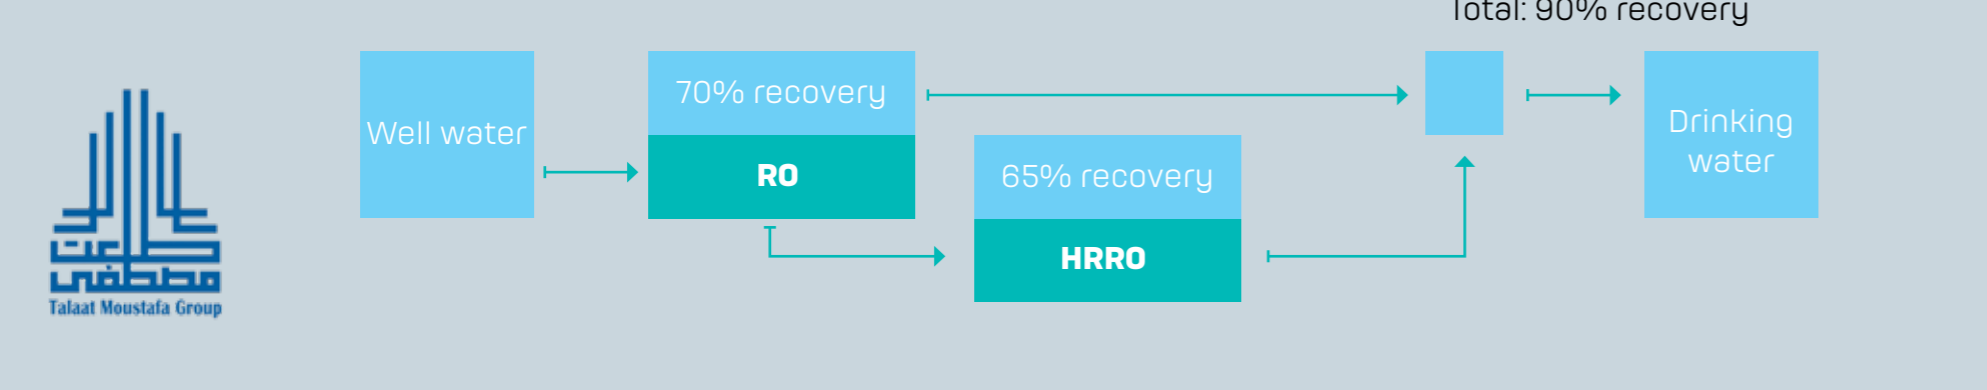 Total: 90% recovery
Well water
70% recovery
RO
65% recovery
HRRO
Drinking
water
طلعت
مصطفى
Talaat Moustafa Group